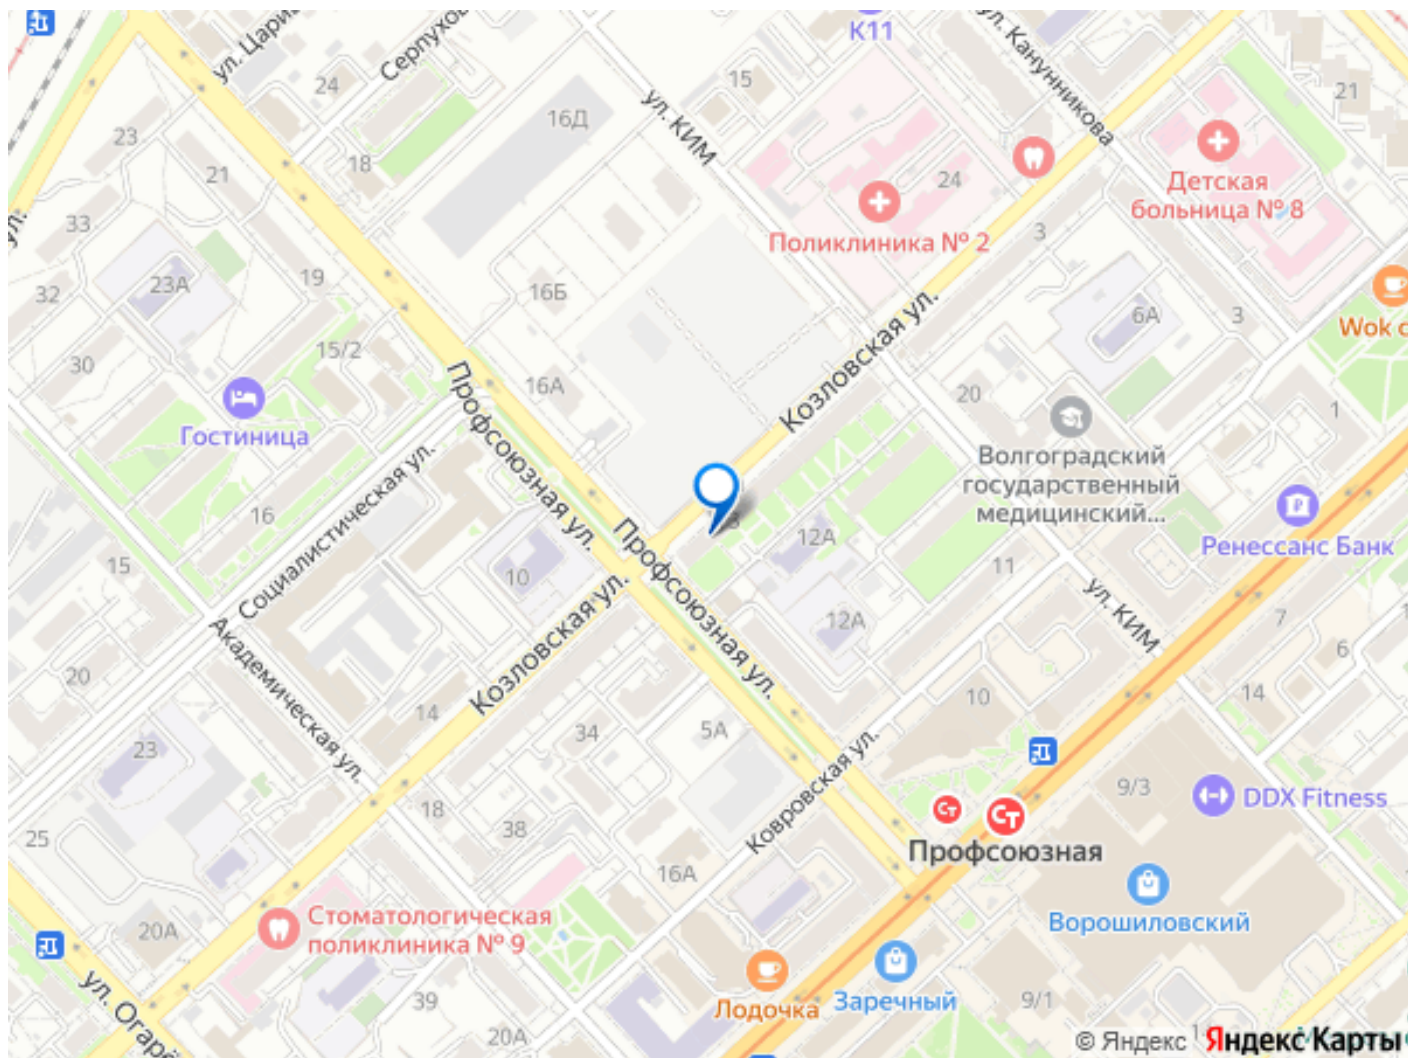 К11
ул. Канунникова
ул. Цари
Серпухо
24
15
21
16Д
ул. КИМ
23
18
21
24
Детская
больница № 8
Поликлиника № 2
33
ул.
3
19
23А
32
16Б
Козловская ул.
6А
3
Wok
15/2
30
16А
Профсоюзная ул.
20
1
Гостиница
Волгоградский
государственный
медицинский...
Социалистическая ул.
16
12А
Ренессанс Банк
Профсоюзная ул.
15
10
11
ул. КИМ
Козловская ул.
12А
7
6
Академическая ул.
20
14
10
14
34
5А
23
Ковровская ул.
9/3
DDX Fitness
18
38
25
Профсоюзная
16А
Ворошиловский
Стоматологическая
поликлиника № 9
20А
ул. Огарё
39
Лодочка
Заречный
9/1
20А
1
© Яндекс
Яндекс Карты